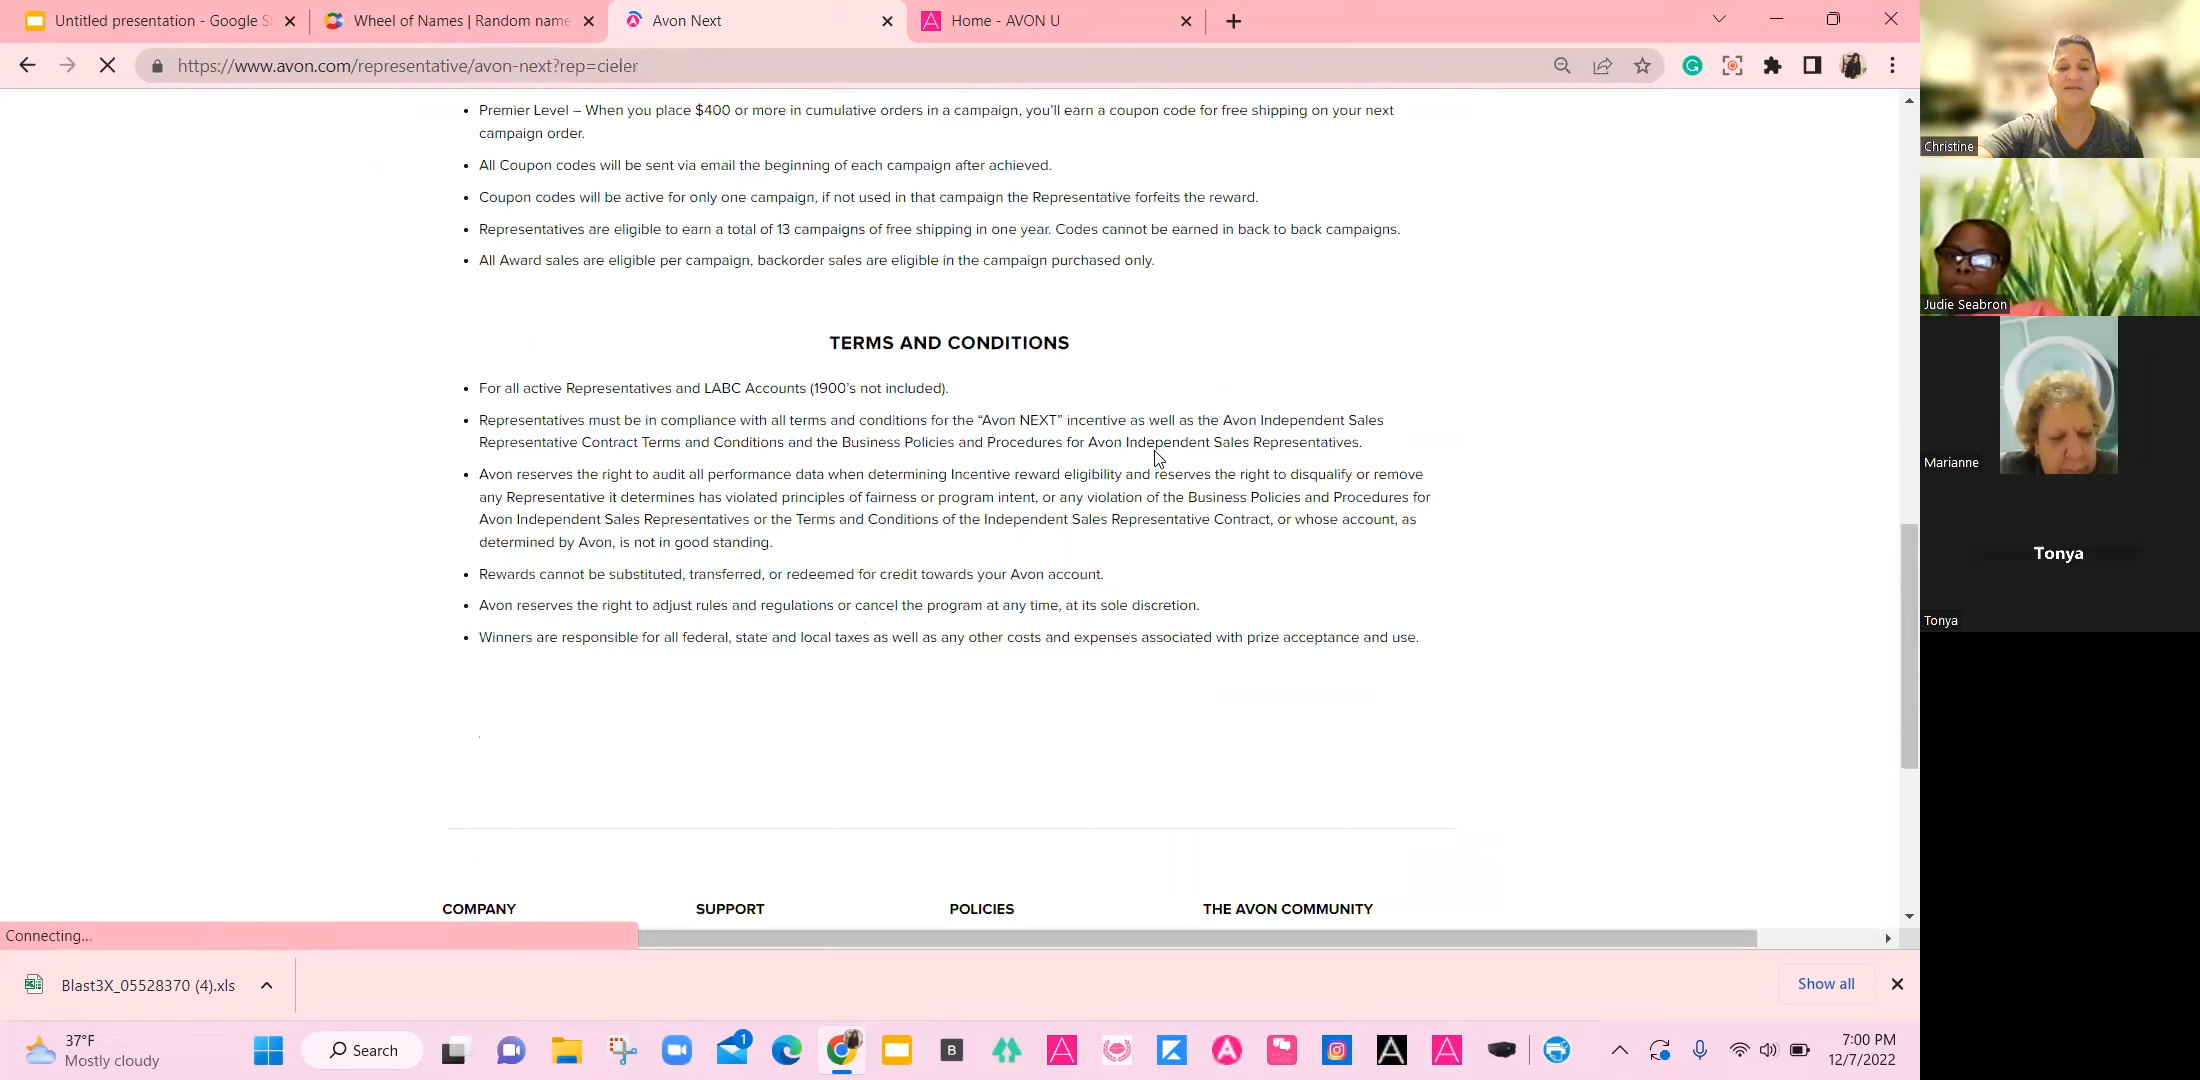 Untitled presentation - Google Sl
Wheel of Names | Random name
Avon Next
Home - AVON U
https://www.avon.com/representative/avon-next?rep=cieler
• Premier Level – When you place $400 or more in cumulative orders in a campaign, you'll earn a coupon code for free shipping on your next
campaign order.
• All Coupon codes will be sent via email the beginning of each campaign after achieved.
• Coupon codes will be active for only one campaign, if not used in that campaign the Representative forfeits the reward.
• Representatives are eligible to earn a total of 13 campaigns of free shipping in one year. Codes cannot be earned in back to back campaigns.
• All Award sales are eligible per campaign, backorder sales are eligible in the campaign purchased only.
TERMS AND CONDITIONS
• For all active Representatives and LABC Accounts (1900's not included).
• Representatives must be in compliance with all terms and conditions for the “Avon NEXT” incentive as well as the Avon Independent Sales
Representative Contract Terms and Conditions and the Business Policies and Procedures for Avon Independent Sales Representatives.
• Avon reserves the right to audit all performance data when determining Incentive reward eligibility and reserves the right to disqualify or remove
any Representative it determines has violated principles of fairness or program intent, or any violation of the Business Policies and Procedures for
Avon Independent Sales Representatives or the Terms and Conditions of the Independent Sales Representative Contract, or whose account, as
determined by Avon, is not in good standing.
• Rewards cannot be substituted, transferred, or redeemed for credit towards your Avon account.
• Avon reserves the right to adjust rules and regulations or cancel the program at any time, at its sole discretion.
• Winners are responsible for all federal, state and local taxes as well as any other costs and expenses associated with prize acceptance and use.
COMPANY
SUPPORT
POLICIES
THE AVON COMMUNITY
Connecting...
Blast3X_05528370 (4).xls
Show all
37°F
Mostly cloudy
Search
1
B
7:00 PM
12/7/2022
Christine
Judie Seabron
Marianne
Tonya
Tonya